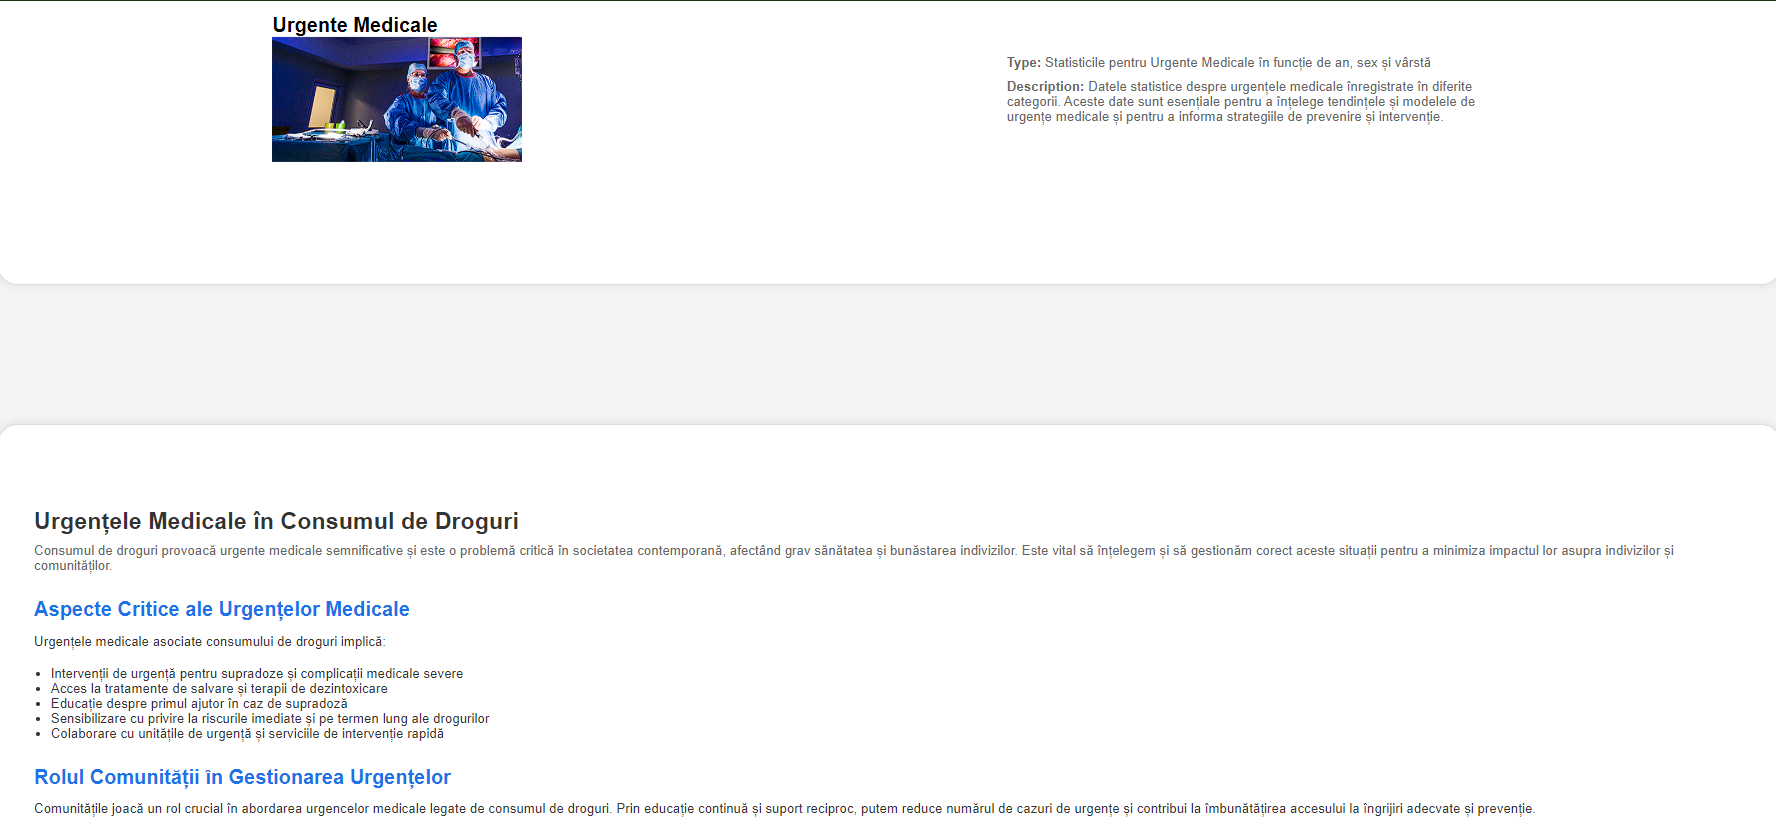 Urgente Medicale
Type: Statisticile pentru Urgente Medicale în funcție de an, sex și vârstă
Description: Datele statistice despre urgențele medicale înregistrate în diferite
categorii. Aceste date sunt esențiale pentru a înțelege tendințele și modelele de
urgențe medicale și pentru a informa strategiile de prevenire și intervenție.
Urgențele Medicale în Consumul de Droguri
Consumul de droguri provoacă urgente medicale semnificative și este o problemă critică în societatea contemporană, afectând grav sănătatea și bunăstarea indivizilor. Este vital să înțelegem și să gestionăm corect aceste situații pentru a minimiza impactul lor asupra indivizilor și
comunităților.
Aspecte Critice ale Urgențelor Medicale
Urgențele medicale asociate consumului de droguri implică:
• Intervenții de urgență pentru supradoze și complicații medicale severe
• Acces la tratamente de salvare și terapii de dezintoxicare
• Educație despre primul ajutor în caz de supradoză
• Sensibilizare cu privire la riscurile imediate și pe termen lung ale drogurilor
• Colaborare cu unitățile de urgență și serviciile de intervenție rapidă
Rolul Comunității în Gestionarea Urgențelor
Comunitățile joacă un rol crucial în abordarea urgencelor medicale legate de consumul de droguri. Prin educație continuă și suport reciproc, putem reduce numărul de cazuri de urgențe și contribui la îmbunătățirea accesului la îngrijiri adecvate și prevenție.